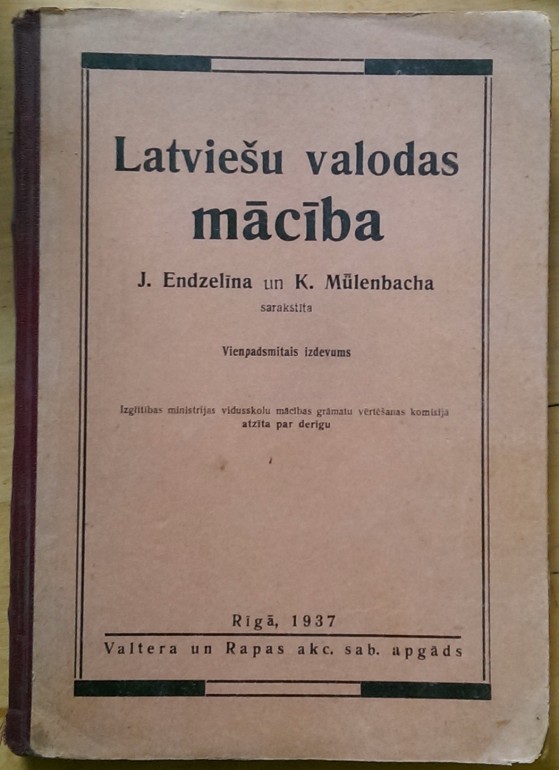 Latviešu valodas
mācība
J. Endzelīna un K. Mǖlenbacha
sarakstīta
Vienpadsmitais izdevums
Izglītības ministrijas vidusskolu mācības grāmatu vērtēšanas komisija
atzīta par derīgu
Rīgā, 1937
Valtera un Rapas akc. sab. apgāds